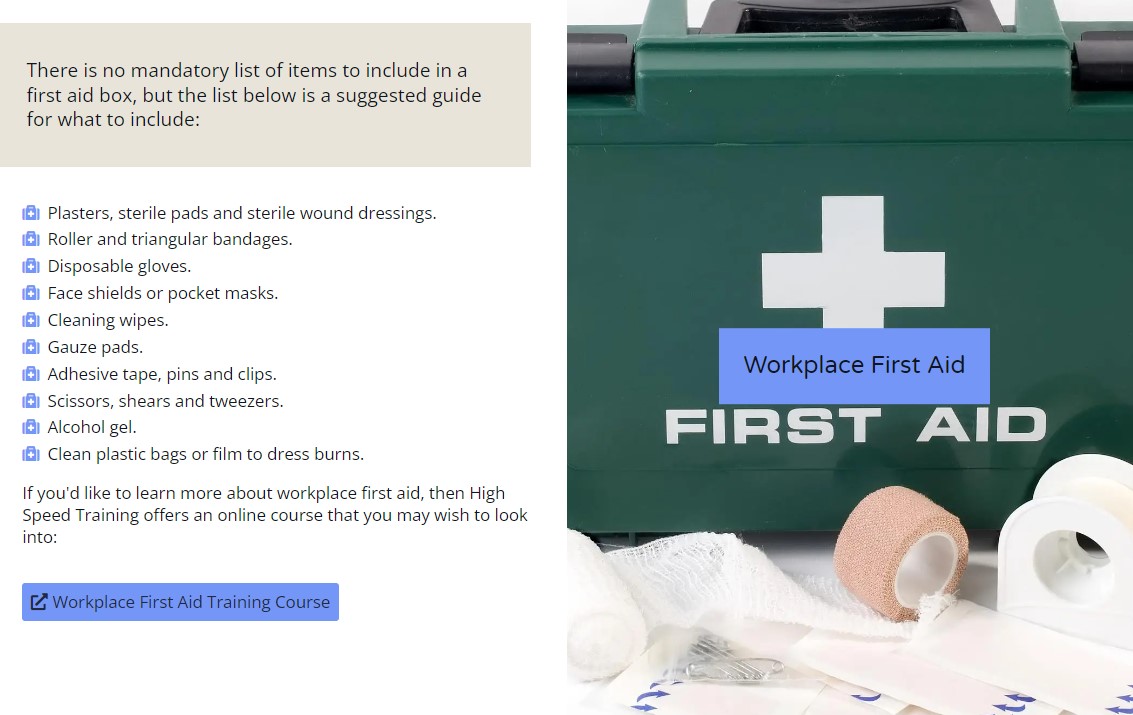 There is no mandatory list of items to include in a
first aid box, but the list below is a suggested guide
for what to include:
Plasters, sterile pads and sterile wound dressings.
Roller and triangular bandages.
Disposable gloves.
Face shields or pocket masks.
Cleaning wipes.
Gauze pads.
Adhesive tape, pins and clips.
Scissors, shears and tweezers.
Alcohol gel.
Clean plastic bags or film to dress burns.
If you'd like to learn more about workplace first aid, then High
Speed Training offers an online course that you may wish to look
into:
Workplace First Aid Training Course
Workplace First Aid
FIRST AID